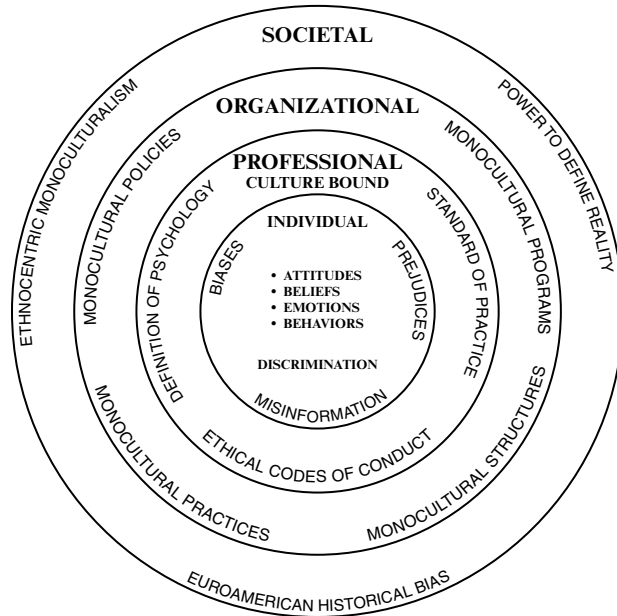 SOCIETAL
ETHNOCENTRIC MONOCULTURALISM
POWER TO DEFINE REALITY
EUROAMERICAN HISTORICAL BIAS
ORGANIZATIONAL
MONOCULTURAL POLICIES
MONOCULTURAL PROGRAMS
MONOCULTURAL PRACTICES
MONOCULTURAL STRUCTURES
PROFESSIONAL
CULTURE BOUND
DEFINITION OF PSYCHOLOGY
STANDARD OF PRACTICE
ETHICAL CODES OF CONDUCT
INDIVIDUAL
BIASES
PREJUDICES
• ATTITUDES
• BELIEFS
• EMOTIONS
• BEHAVIORS
DISCRIMINATION
MISINFORMATION